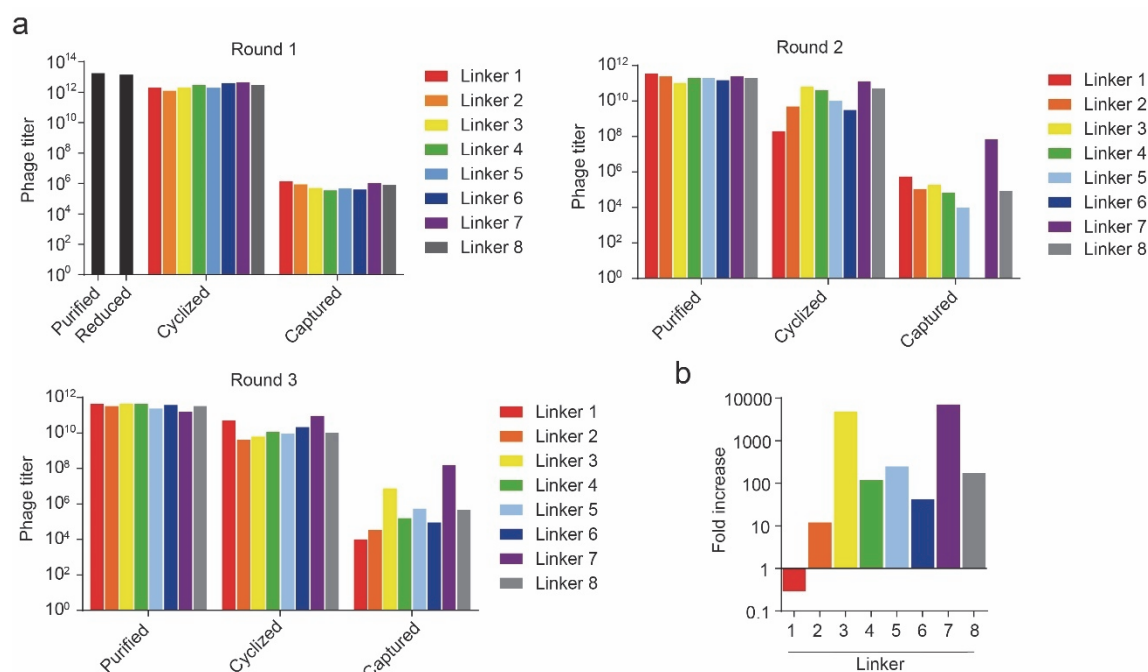 a
Round 1
Phage titer
10^14
10^12
10^10
10^8
10^6
10^4
10^2
10^0
Purified
Reduced
Cyclized
Captured
Linker 1
Linker 2
Linker 3
Linker 4
Linker 5
Linker 6
Linker 7
Linker 8
Round 2
Phage titer
10^12
10^10
10^8
10^6
10^4
10^2
10^0
Purified
Cyclized
Captured
Linker 1
Linker 2
Linker 3
Linker 4
Linker 5
Linker 6
Linker 7
Linker 8
Round 3
Phage titer
10^12
10^10
10^8
10^6
10^4
10^2
10^0
Purified
Cyclized
Captured
Linker 1
Linker 2
Linker 3
Linker 4
Linker 5
Linker 6
Linker 7
Linker 8
b
Fold increase
10000
1000
100
10
1
0.1
1 2 3 4 5 6 7 8
Linker